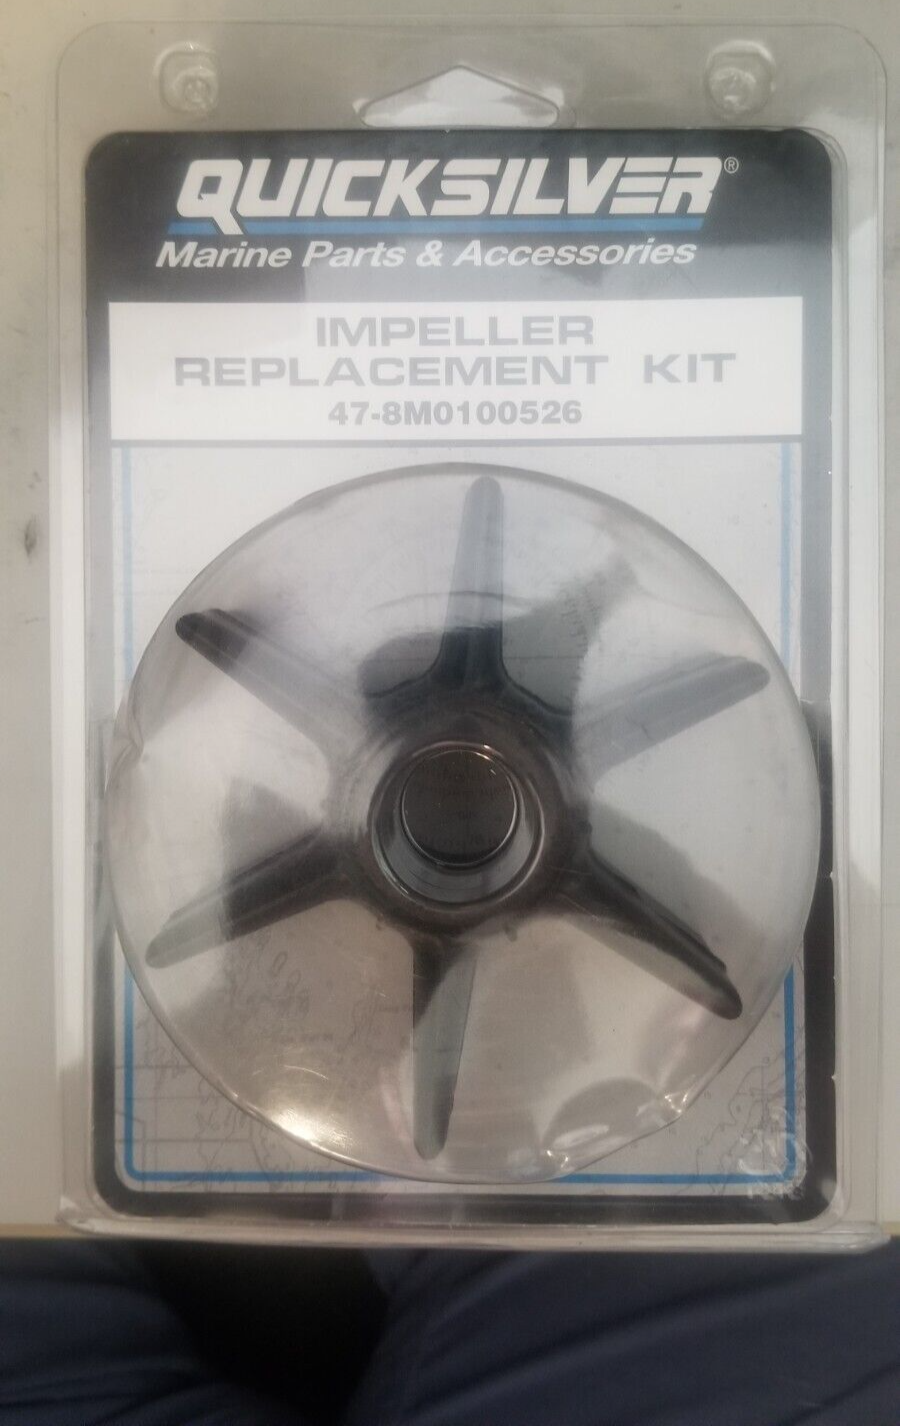 QUICKSILVER®
Marine Parts & Accessories
IMPELLER
REPLACEMENT KIT
47-8M0100526